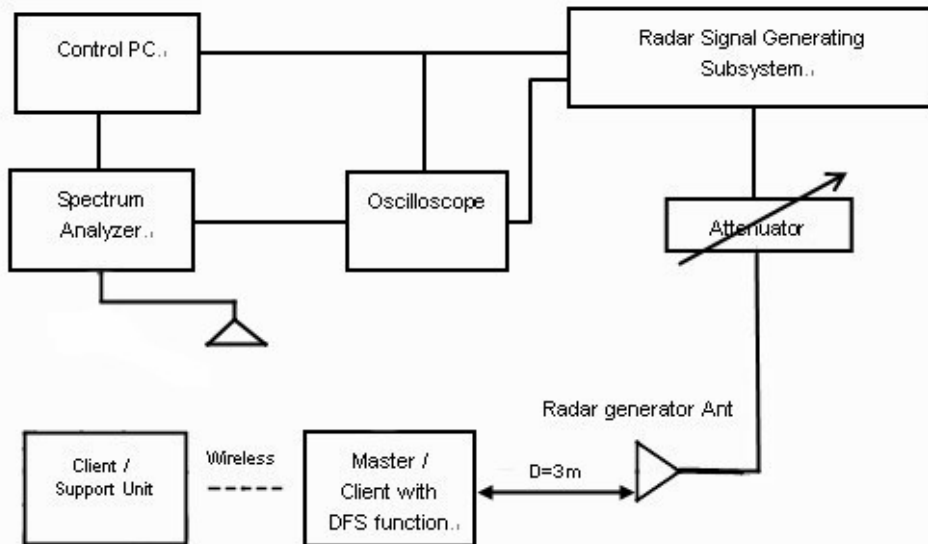 Control PC.
Radar Signal Generating
Subsystem.
Spectrum
Analyzer.
Oscilloscope
Attenuator
Radar generator Ant
Client /
Support Unit
Wireless
Master /
Client with
DFS function.
D=3m